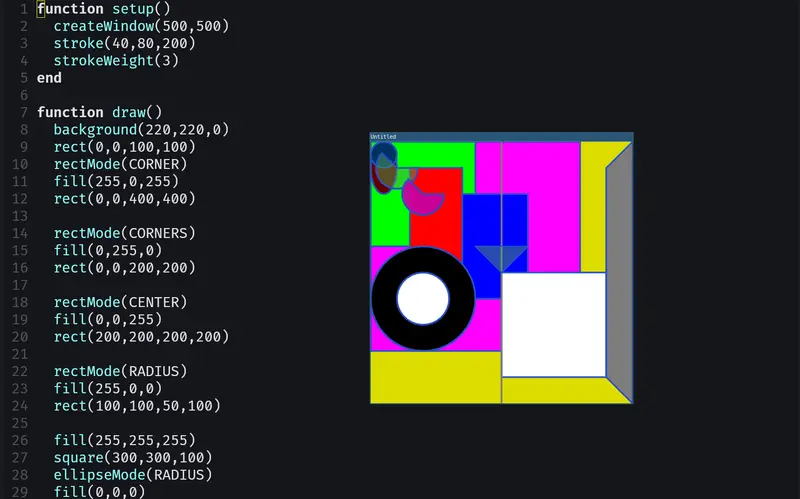 1 function setup()
2 createWindow(500,500)
3 stroke(40,80,200)
4 strokeWeight(3)
5 end
6
7 function draw()
8 background(220,220,0)
9 rect(0,0,100,100)
10 rectMode(CORNER)
11 fill(255,0,255)
12 rect(0,0,400,400)
13
14 rectMode(CORNERS)
15 fill(0,255,0)
16 rect(0,0,200,200)
17
18 rectMode(CENTER)
19 fill(0,0,255)
20 rect(200,200,200,200)
21
22 rectMode(RADIUS)
23 fill(255,0,0)
24 rect(100,100,50,100)
25
26 fill(255,255,255)
27 square(300,300,100)
28 ellipseMode(RADIUS)
29 fill(0,0,0)
Untitled